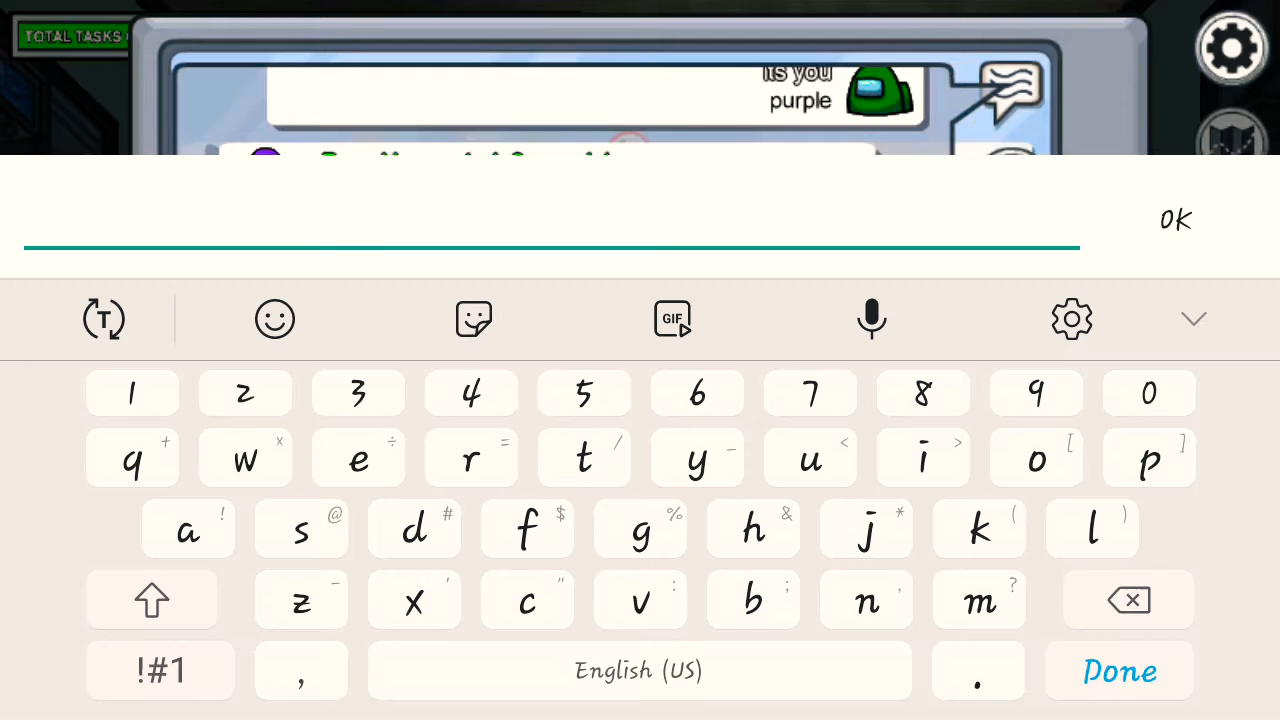 TOTAL TASKS
its you
purple
OK
T
GIF
1 2 3 4 5 6 7 8 9 0
q + w × e ÷ r = t / y _ u < i > o [ p ]
a ! s @ d # f $ g % h & j * k ( l )
z - x ' c " v : b ; n , m ?
!#1 , English (US) . Done